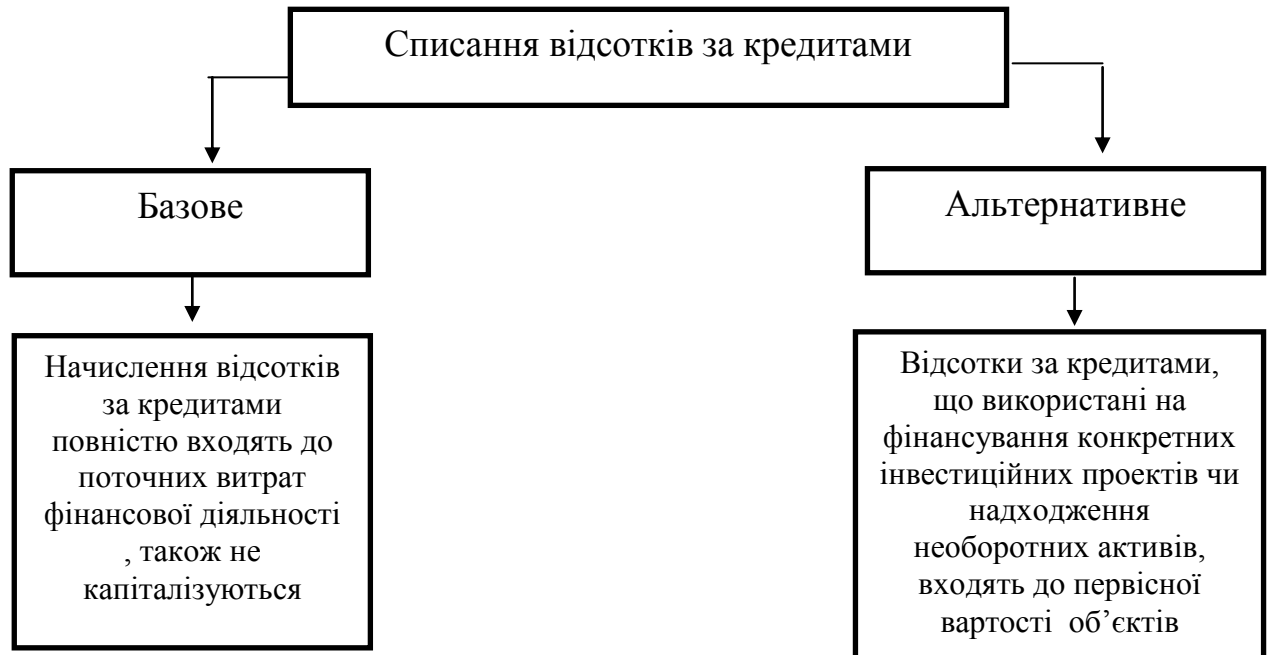 Списання відсотків за кредитами
Базове
Альтернативне
Начислення відсотків
за кредитами
повністю входять до
поточних витрат
фінансової діяльності
, також не
капіталізуються
Відсотки за кредитами,
що використані на
фінансування конкретних
інвестиційних проектів чи
надходження
необоротних активів,
входять до первісної
вартості об’єктів